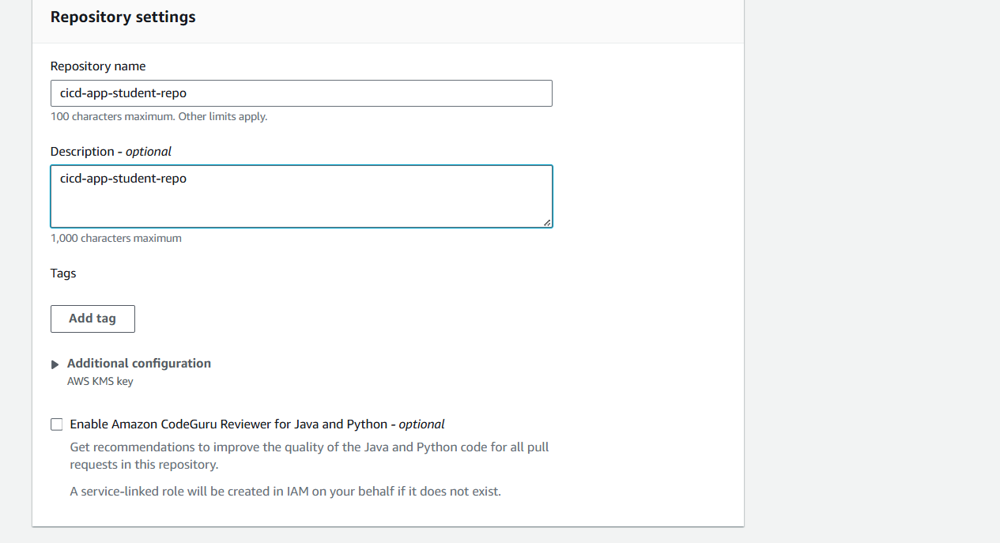 Repository settings
Repository name
cicd-app-student-repo
100 characters maximum. Other limits apply.
Description - optional
cicd-app-student-repo
1,000 characters maximum
Tags
Add tag
Additional configuration
AWS KMS key
Enable Amazon CodeGuru Reviewer for Java and Python - optional
Get recommendations to improve the quality of the Java and Python code for all pull
requests in this repository.
A service-linked role will be created in IAM on your behalf if it does not exist.